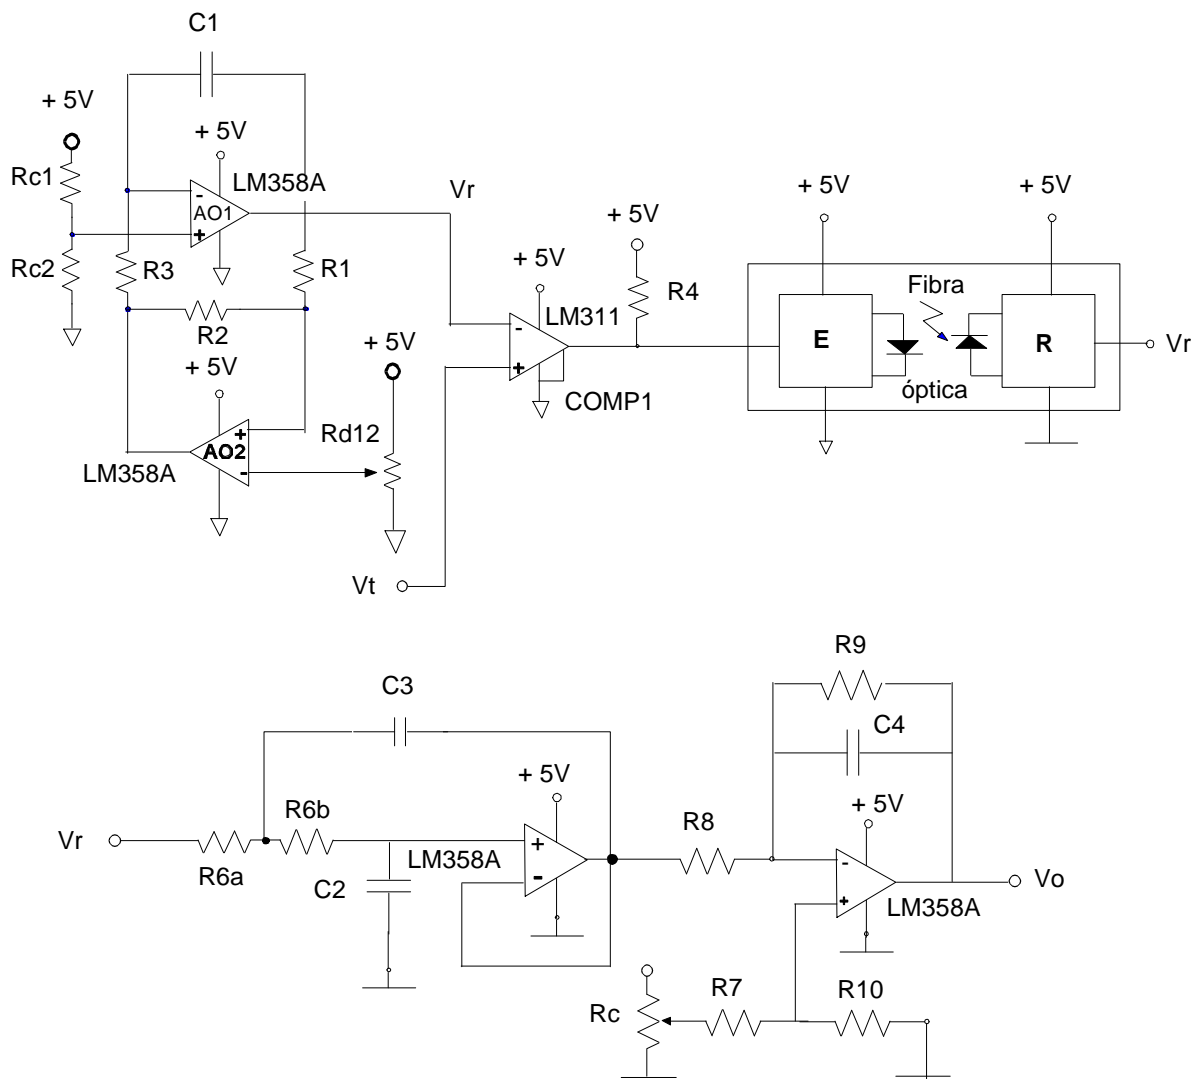 C1
+ 5V
+ 5V
Rc1
LM358A
-
AO1
+
Vr
Rc2
R3
R1
R2
+ 5V
+ 5V
+ 5V
+ 5V
+ 5V
R4
LM311
-
+
COMP1
Fibra
E
R
óptica
Vr
+ 5V
Rd12
+
AO2
-
LM358A
Vt
R9
C3
C4
+ 5V
+ 5V
Vr
R6b
R8
R6a
LM358A
+
-
C2
-
+
LM358A
Vo
Rc
R7
R10